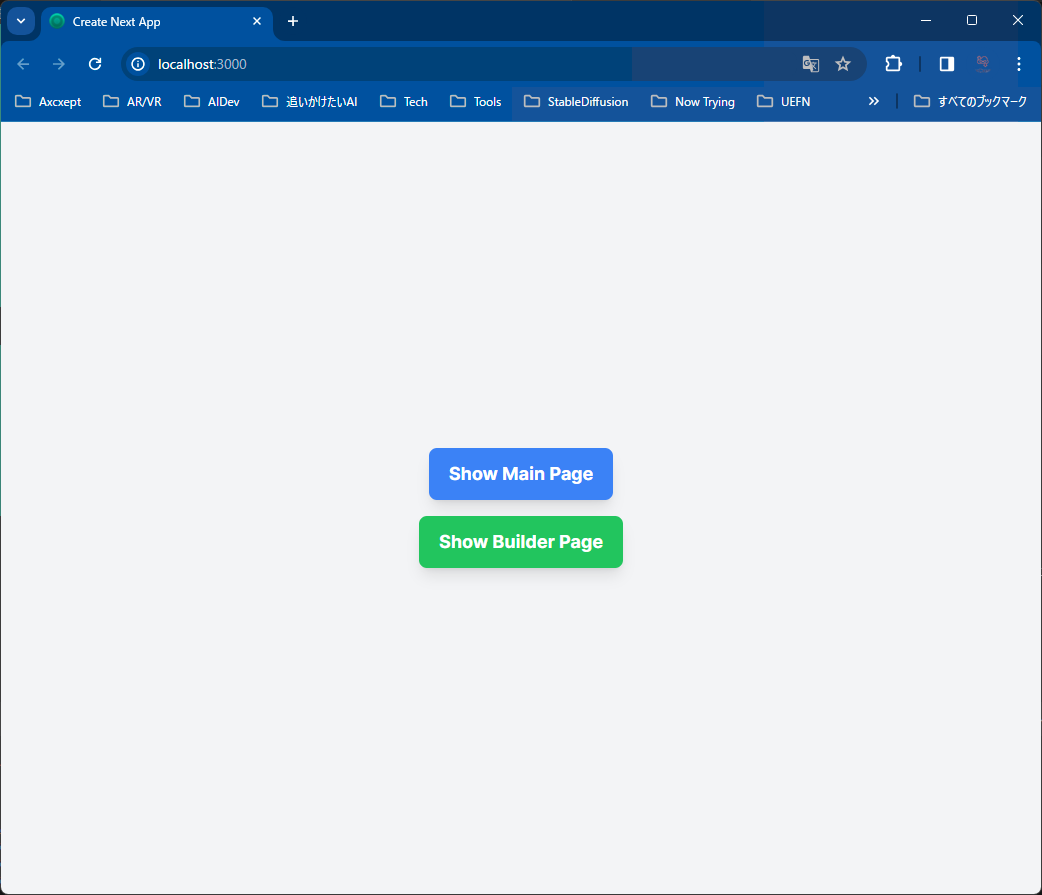 Create Next App
localhost:3000
Axcxept AR/VR AIDev 追いかけたいAI Tech Tools StableDiffusion Now Trying UEFN すべてのブックマーク
Show Main Page
Show Builder Page